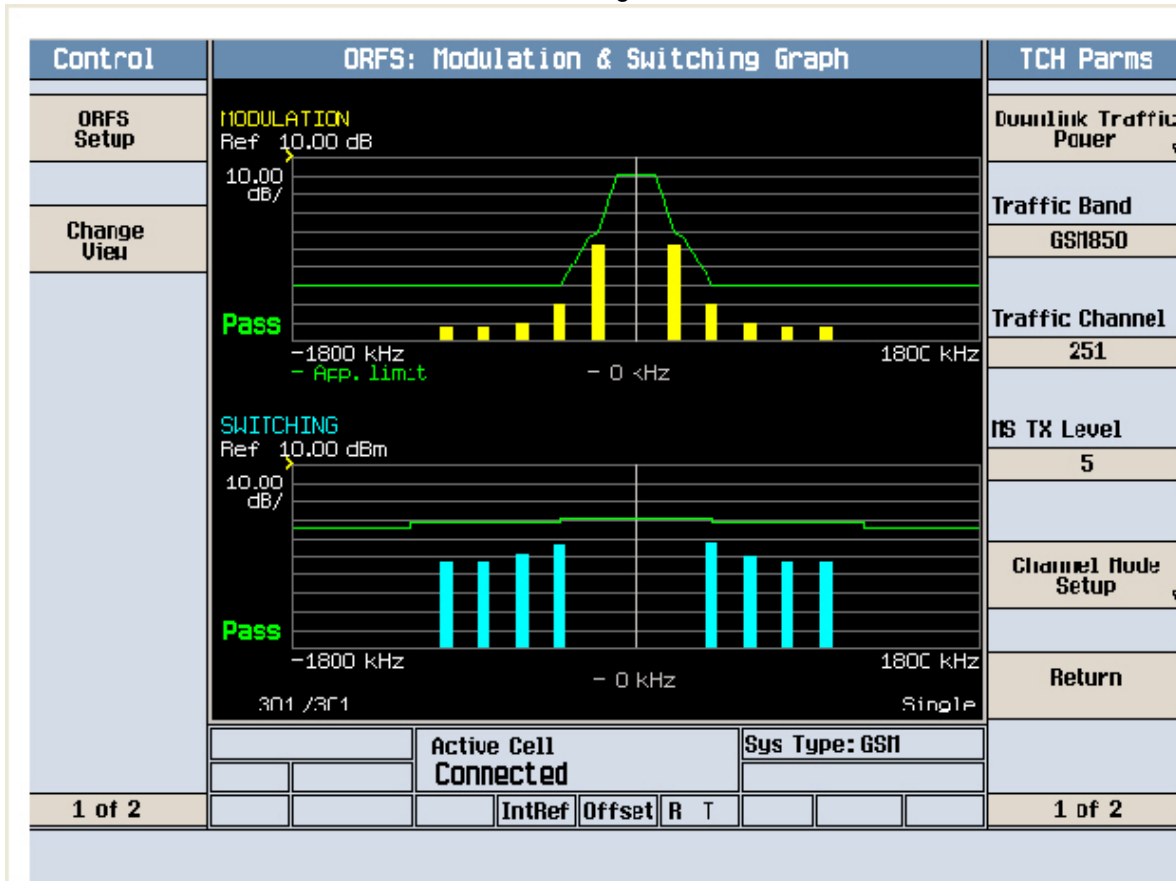 Control
ORFS: Modulation & Switching Graph
TCH Parms
ORFS
Setup
Change
View
1 of 2
MODULATION
Ref 10.00 dB
10.00
dB/
Pass
-1800 kHz
1800 kHz
- App. limit
- 0 kHz
SWITCHING
Ref 10.00 dBm
10.00
dB/
Pass
-1800 kHz
1800 kHz
- 0 kHz
301/301
Single
Active Cell
Connected
Sys Type: GSM
IntRef
Offset
R T
Downlink Traffic
Power
Traffic Band
GSM850
Traffic Channel
251
MS TX Level
5
Channel Mode
Setup
Return
1 of 2